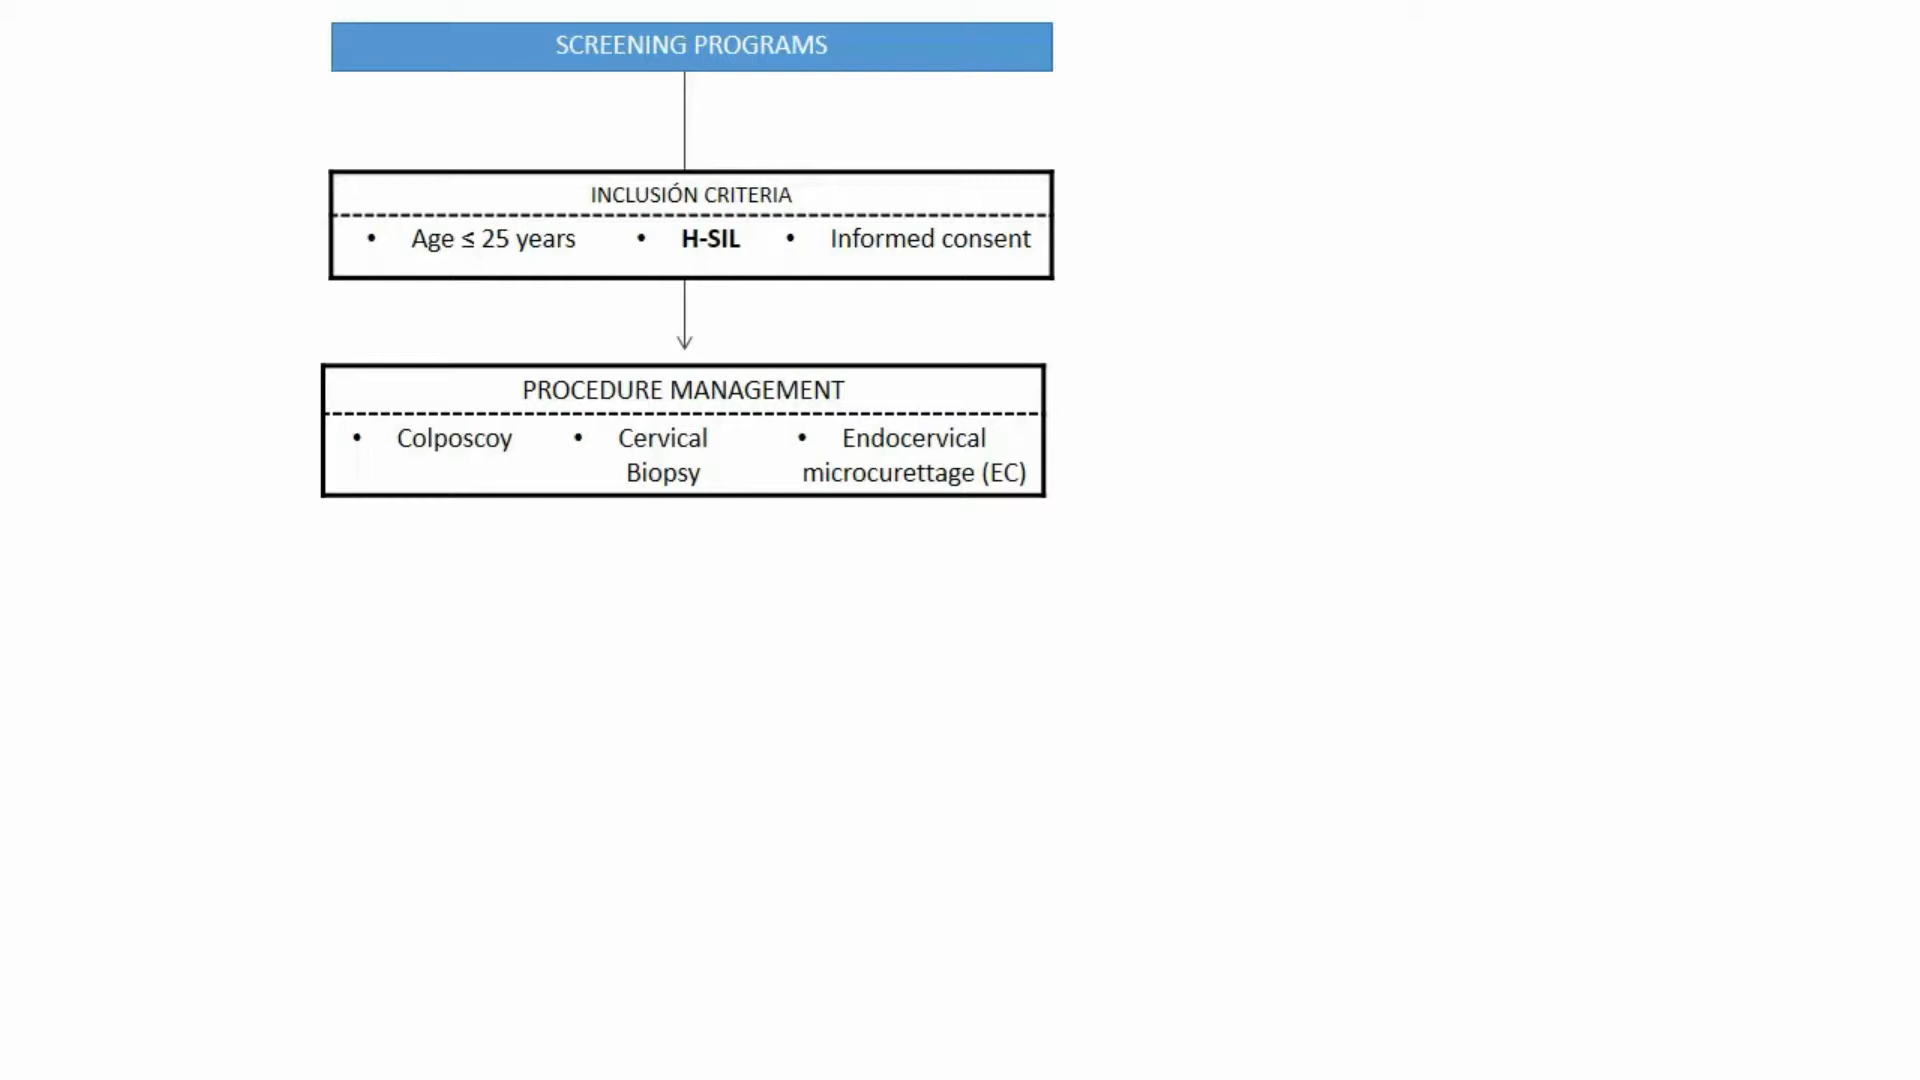 SCREENING PROGRAMS
INCLUSIÓN CRITERIA
• Age ≤ 25 years • H-SIL • Informed consent
PROCEDURE MANAGEMENT
• Colposcoy • Cervical • Endocervical
Biopsy microcurettage (EC)